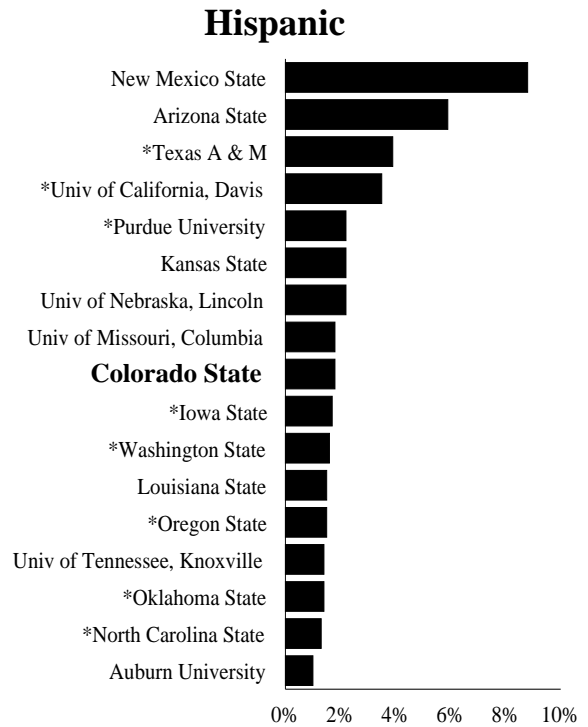 Hispanic
New Mexico State
Arizona State
*Texas A & M
*Univ of California, Davis
*Purdue University
Kansas State
Univ of Nebraska, Lincoln
Univ of Missouri, Columbia
Colorado State
*Iowa State
*Washington State
Louisiana State
*Oregon State
Univ of Tennessee, Knoxville
*Oklahoma State
*North Carolina State
Auburn University
0% 2% 4% 6% 8% 10%